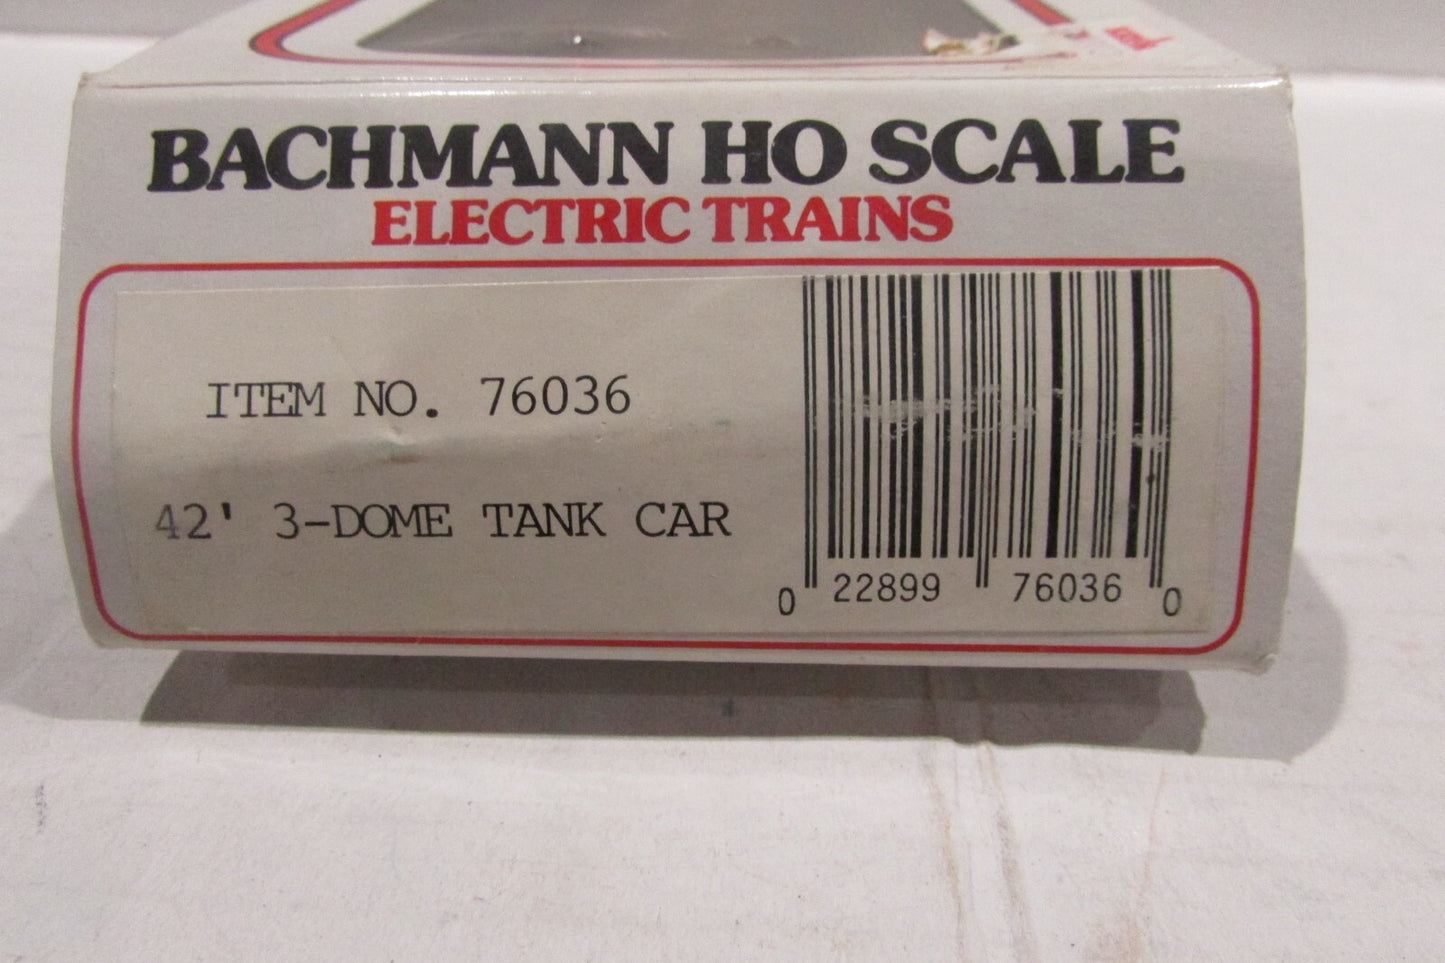 BACHMANN HO SCALE
ELECTRIC TRAINS
ITEM NO. 76036
42' 3-DOME TANK CAR
0 22899 76036 0